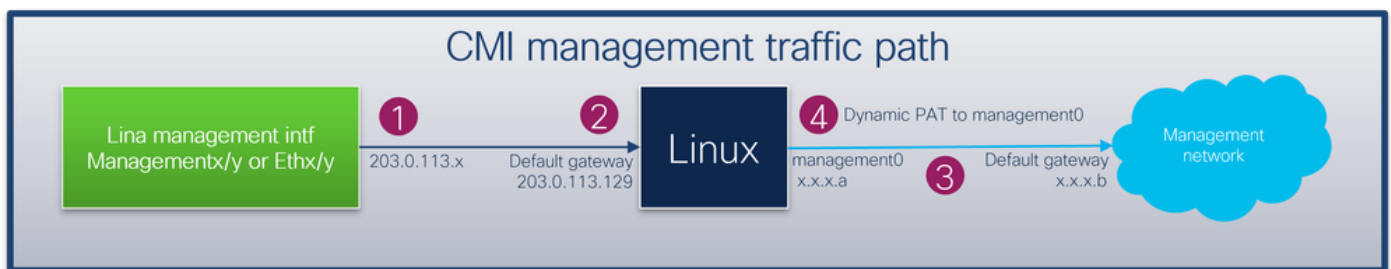 CMI management traffic path
Lina management intf
Managementx/y or Ethx/y
1
203.0.113.x
2
Default gateway
203.0.113.129
Linux
4
Dynamic PAT to management0
management0
x.x.x.a
3
Default gateway
x.x.x.b
Management
network